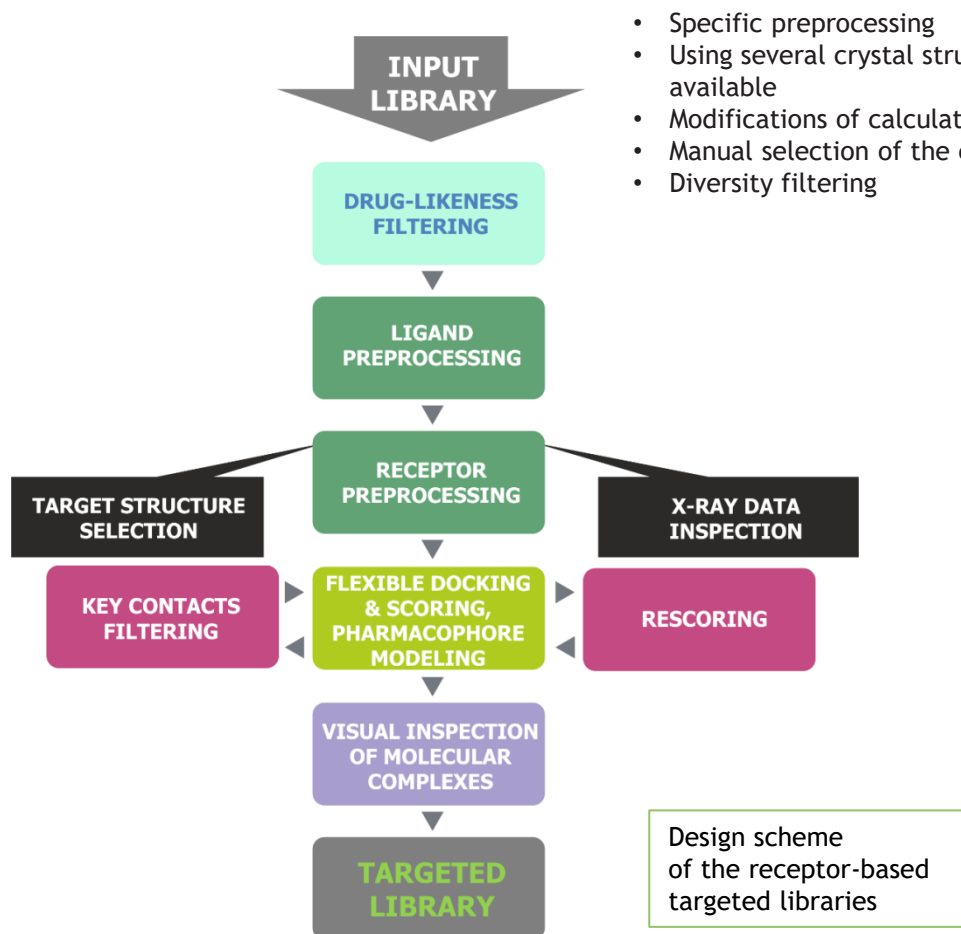 • Specific preprocessing
• Using several crystal
available
• Modifications of
• Manual selection of the
• Diversity filtering
INPUT
LIBRARY
DRUG-LIKENESS
FILTERING
LIGAND
PREPROCESSING
RECEPTOR
PREPROCESSING
TARGET STRUCTURE
SELECTION
X-RAY DATA
INSPECTION
KEY CONTACTS
FILTERING
FLEXIBLE DOCKING
& SCORING,
PHARMACOPHORE
MODELING
RESCORING
VISUAL INSPECTION
OF MOLECULAR
COMPLEXES
TARGETED
LIBRARY
Design scheme
of the receptor-based
targeted libraries